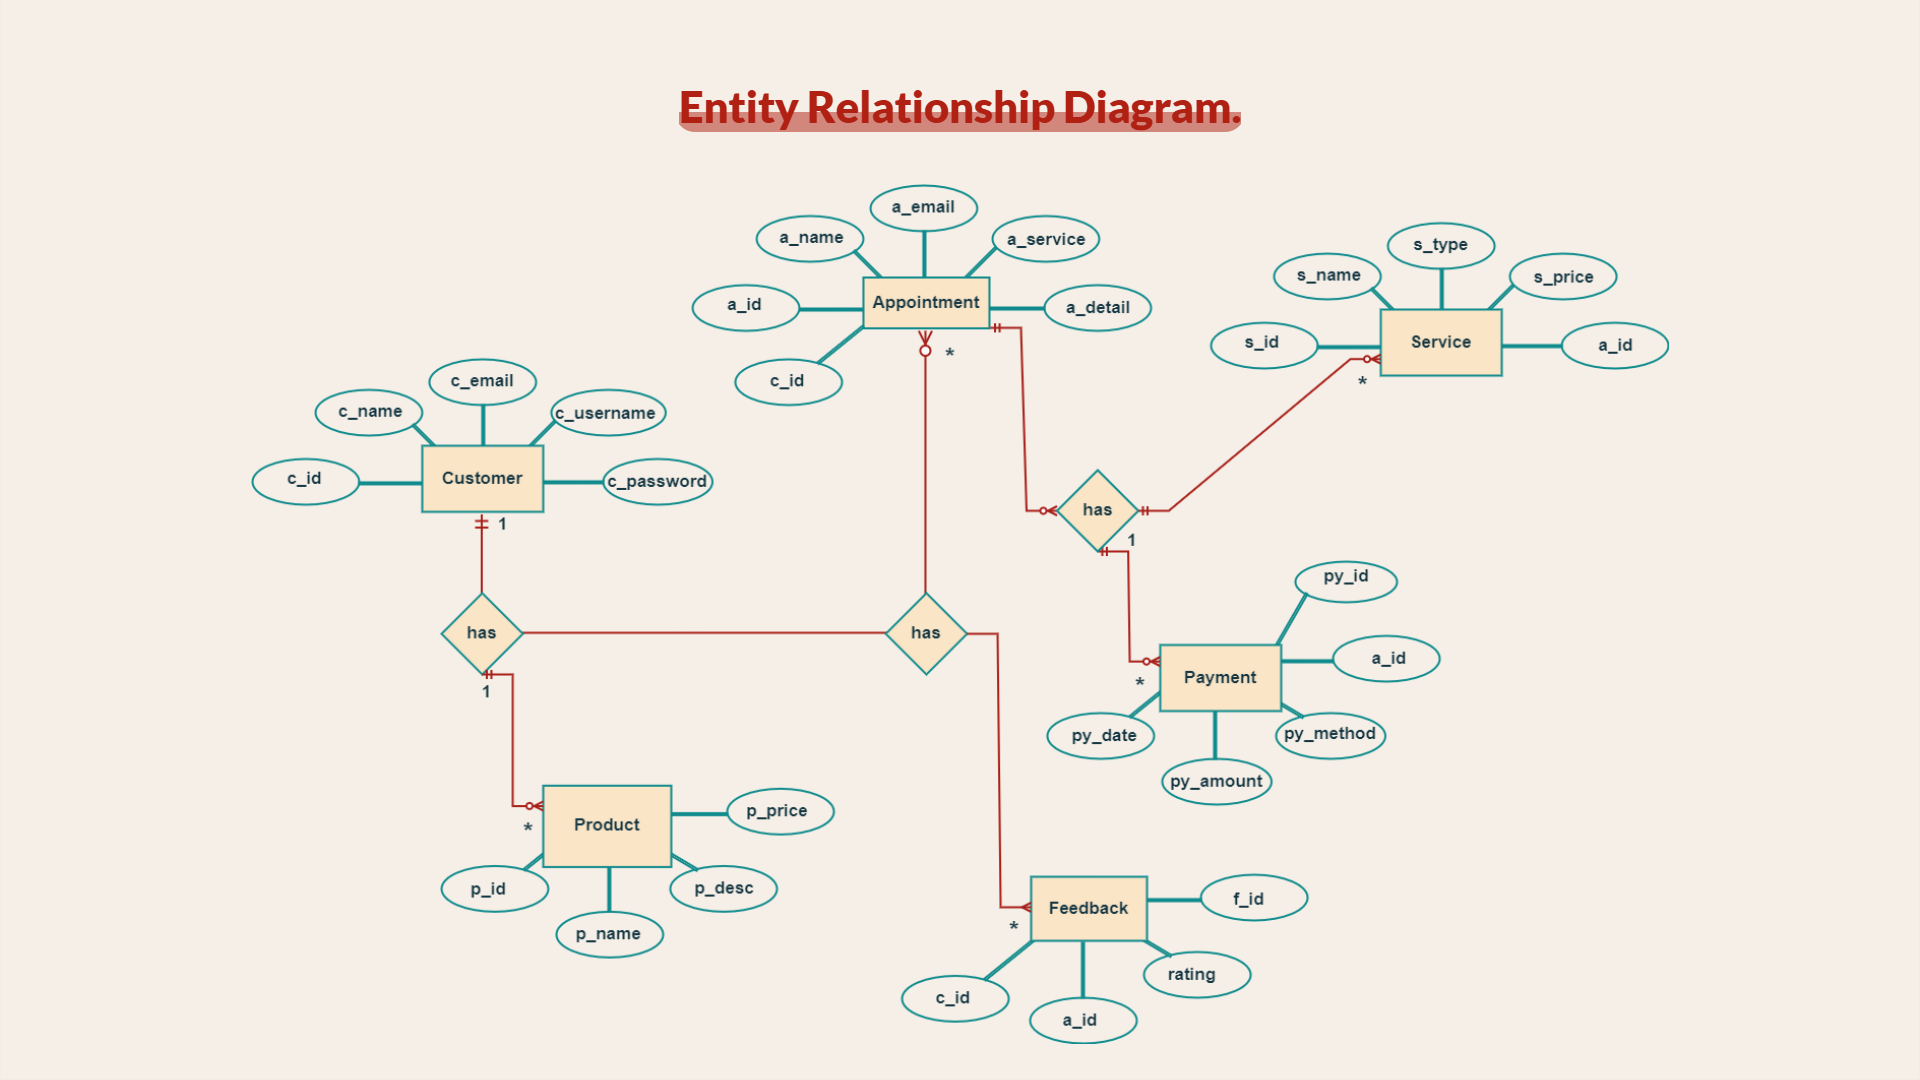 Entity Relationship Diagram.
a_email
a_name
a_service
a_id
Appointment
a_detail
*
c_id
s_type
s_name
s_price
s_id
Service
a_id
*
c_email
c_name
c_username
c_id
Customer
c_password
1
has
1
has
has
1
py_id
a_id
Payment
*
py_date
py_method
py_amount
Product
p_price
*
p_id
p_desc
p_name
Feedback
f_id
*
rating
c_id
a_id